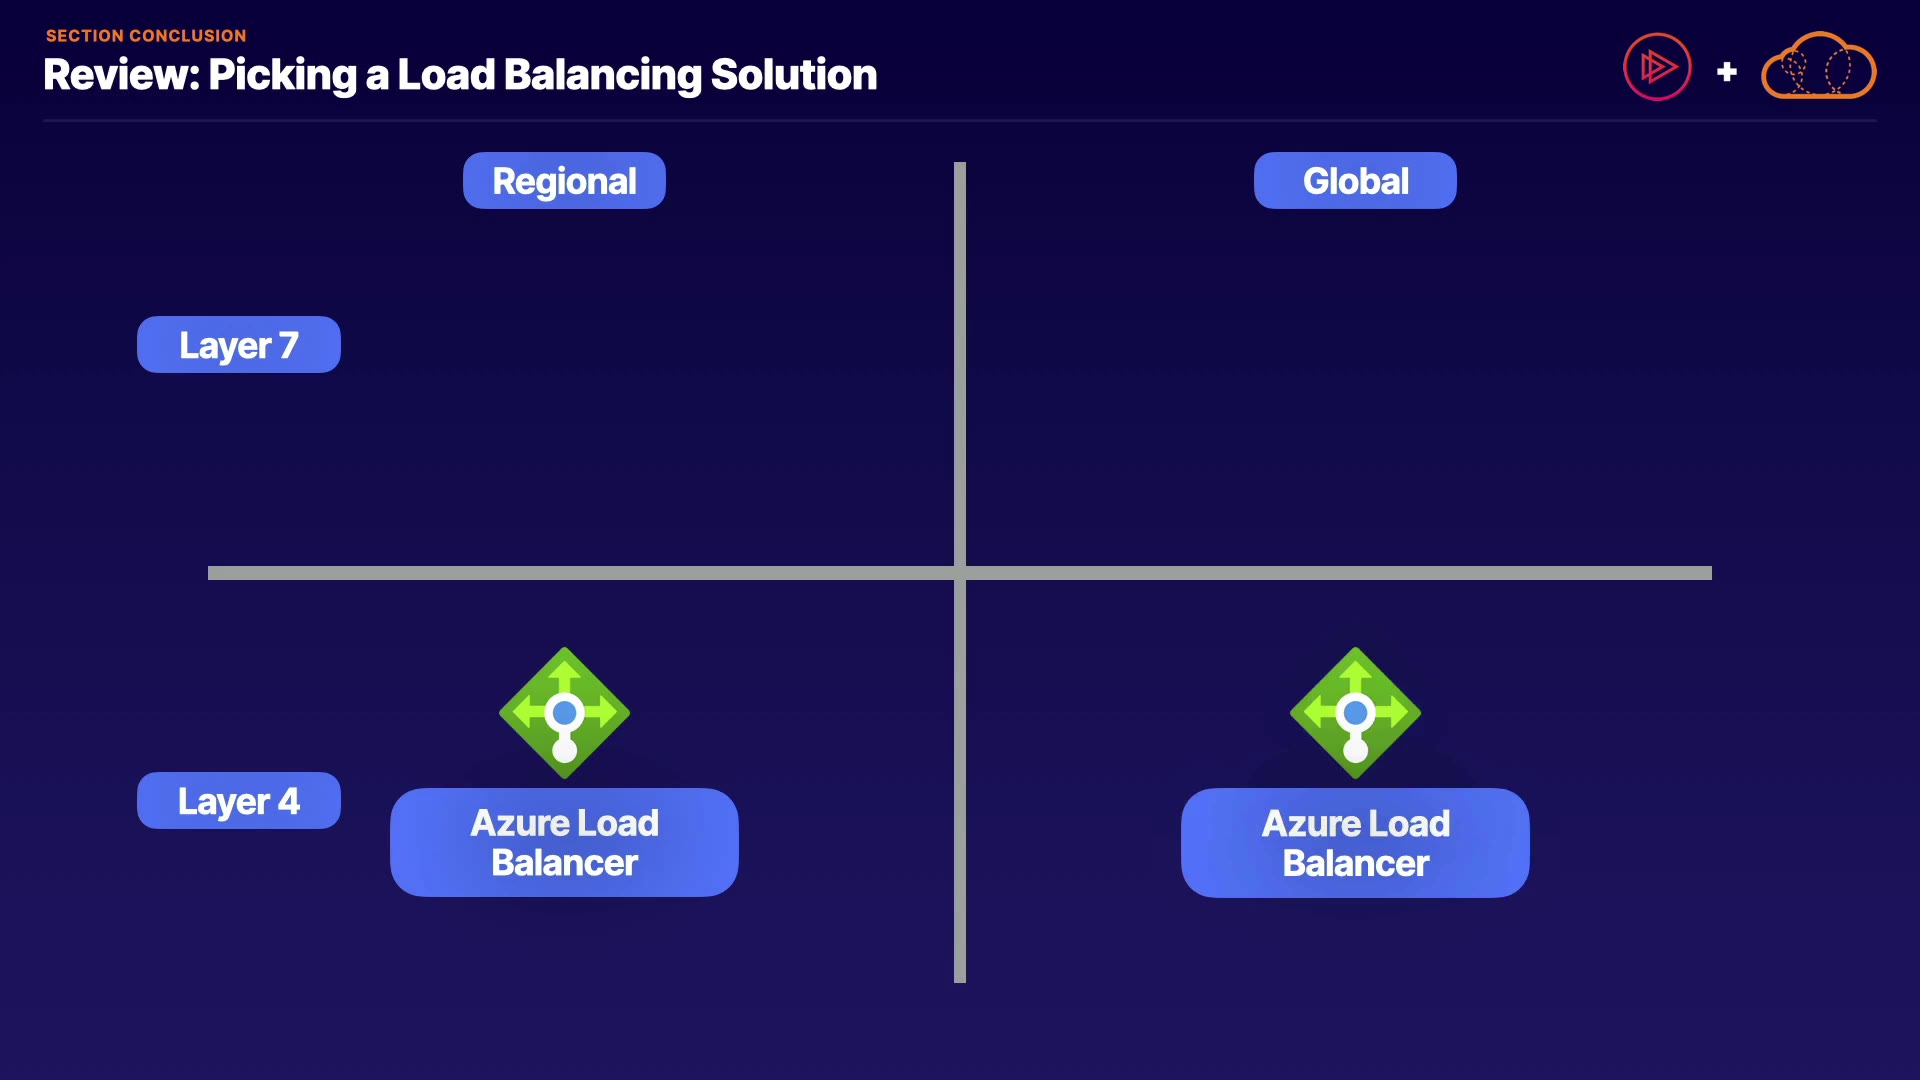 SECTION CONCLUSION
Review: Picking a Load Balancing Solution
Regional
Global
Layer 7
Layer 4
Azure Load
Balancer
Azure Load
Balancer